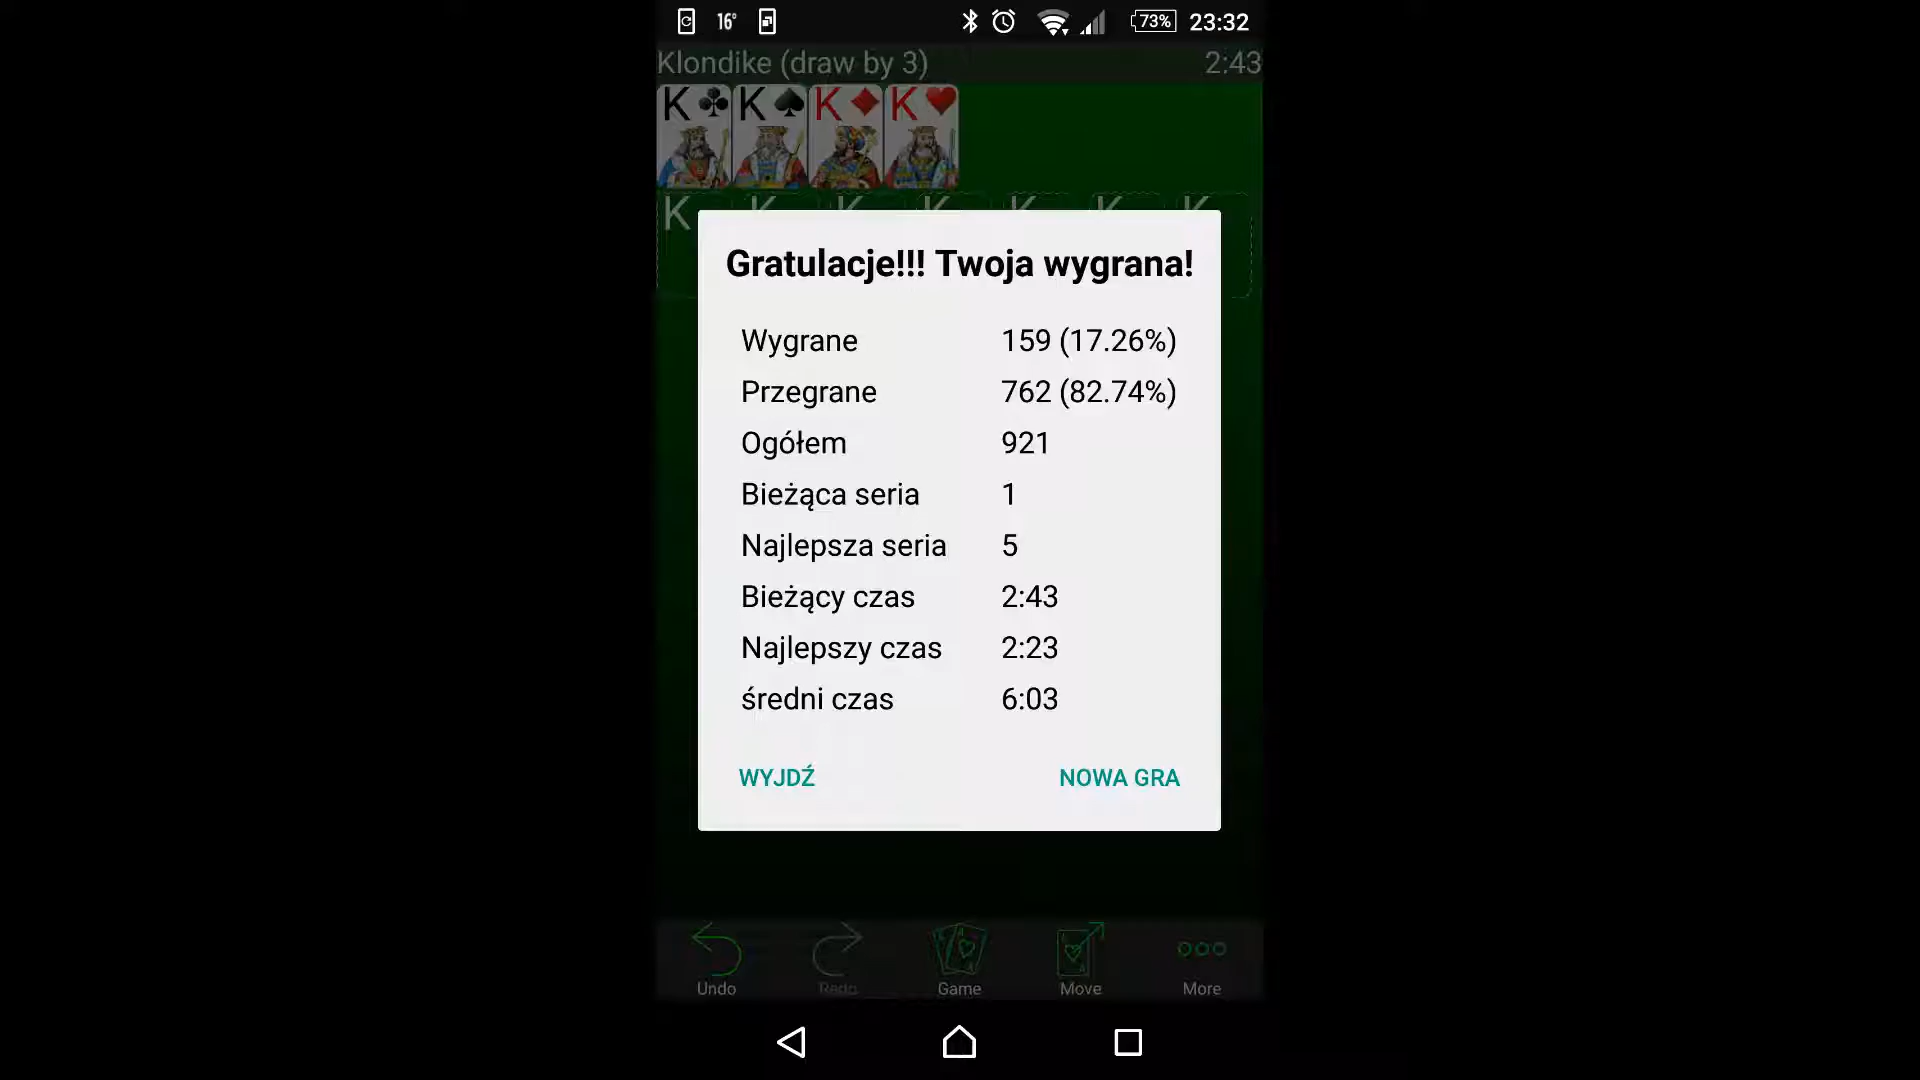 16° 73% 23:32
Klondike (draw by 3) 2:43
K K K K
K K K K K K K
Gratulacje!!! Twoja wygrana!
Wygrane 159 (17.26%)
Przegrane 762 (82.74%)
Ogółem 921
Bieżąca seria 1
Najlepsza seria 5
Bieżący czas 2:43
Najlepszy czas 2:23
średni czas 6:03
WYJDŹ NOWA GRA
Undo Redo Game Move More